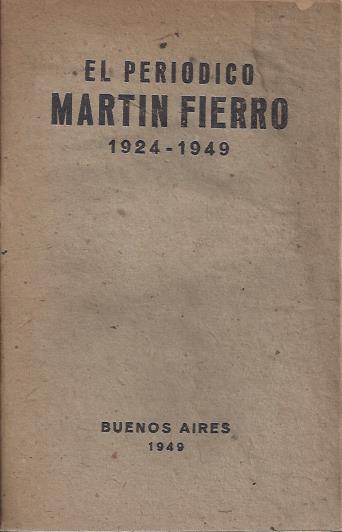 EL PERIODICO
MARTIN FIERRO
1924 - 1949
BUENOS AIRES
1949